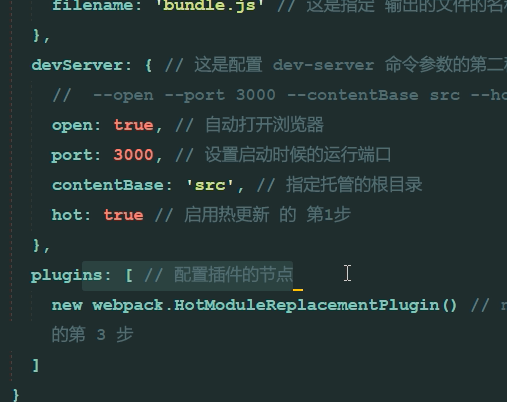 filename: 'bundle.js' // 这是指定 输出的文件的名
},
devServer: { // 这是配置 dev-server 命令参数的第二
//  --open --port 3000 --contentBase src --ho
open: true, // 自动打开浏览器
port: 3000, // 设置启动时候的运行端口
contentBase: 'src', // 指定托管的根目录
hot: true // 启用热更新 的 第1步
},
plugins: [ // 配置插件的节点
new webpack.HotModuleReplacementPlugin() //
的第 3 步
]
}